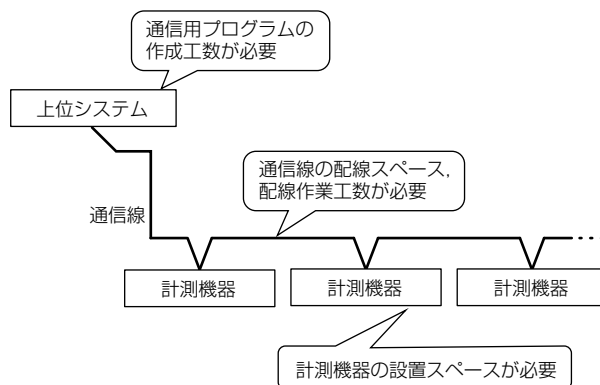 通信用プログラムの
作成工数が必要
上位システム
通信線の配線スペース，
配線作業工数が必要
通信線
計測機器
計測機器
計測機器
計測機器の設置スペースが必要